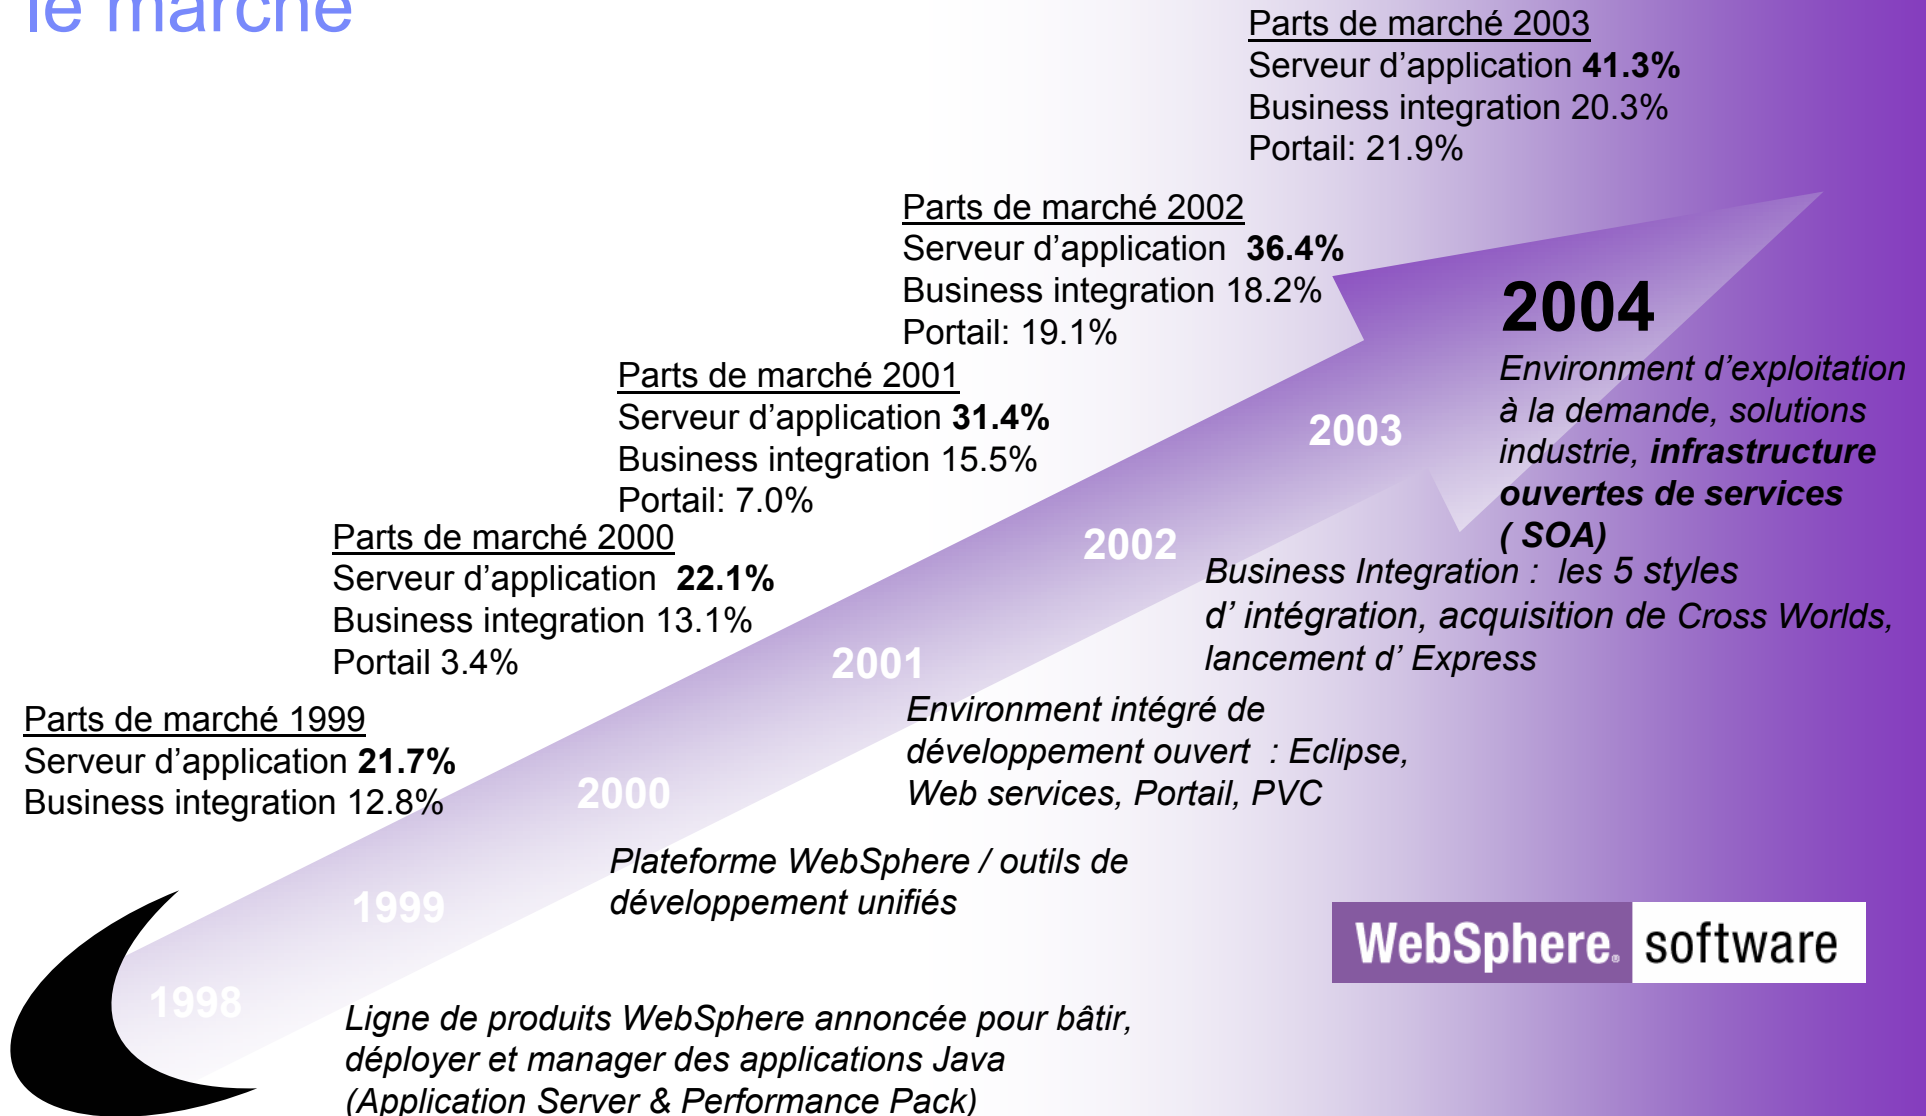 le marché
Parts de marché 2003
Serveur d’application 41.3%
Business integration 20.3%
Portail: 21.9%
Parts de marché 2002
Serveur d’application 36.4%
Business integration 18.2%
Portail: 19.1%
2004
Environment d’exploitation
à la demande, solutions
industrie, infrastructure
ouvertes de services
( SOA)
Parts de marché 2001
Serveur d’application 31.4%
Business integration 15.5%
Portail: 7.0%
2003
Parts de marché 2000
Serveur d’application 22.1%
Business integration 13.1%
Portail 3.4%
2002
Business Integration : les 5 styles
d’ intégration, acquisition de Cross Worlds,
lancement d’ Express
2001
Environment intégré de
développement ouvert : Eclipse,
Web services, Portail, PVC
Parts de marché 1999
Serveur d’application 21.7%
Business integration 12.8%
2000
Plateforme WebSphere / outils de
développement unifiés
1999
WebSphere. software
1998
Ligne de produits WebSphere annoncée pour bâtir,
déployer et manager des applications Java
(Application Server & Performance Pack)